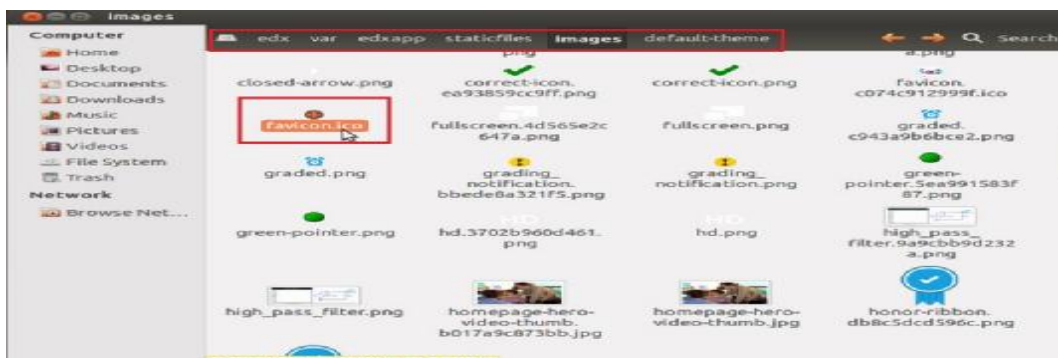 images
Computer
Home
Desktop
Documents
Downloads
Music
Pictures
Videos
File System
Trash
Network
Browse Net...
edx var edxapp staticfiles images default-theme
Search
png
a.png
closed-arrow.png
correct-icon.
ea93859cc9ff.png
correct-icon.png
favicon.
c074c912999f.ico
favicon.ico
fullscreen.4d565e2c
647a.png
fullscreen.png
graded.
c943a9b6bce2.png
graded.png
grading_
notification.
bbede8a321f5.png
grading_
notification.png
green-
pointer.5ea991583f
87.png
green-pointer.png
HD
hd.3702b960d461.
png
HD
hd.png
high_pass_
filter.9a9cbb9d232
a.png
high_pass_filter.png
homepage-hero-
video-thumb.
b017a9c873bb.jpg
homepage-hero-
video-thumb.jpg
honor-ribbon.
db8c5dcd596c.png